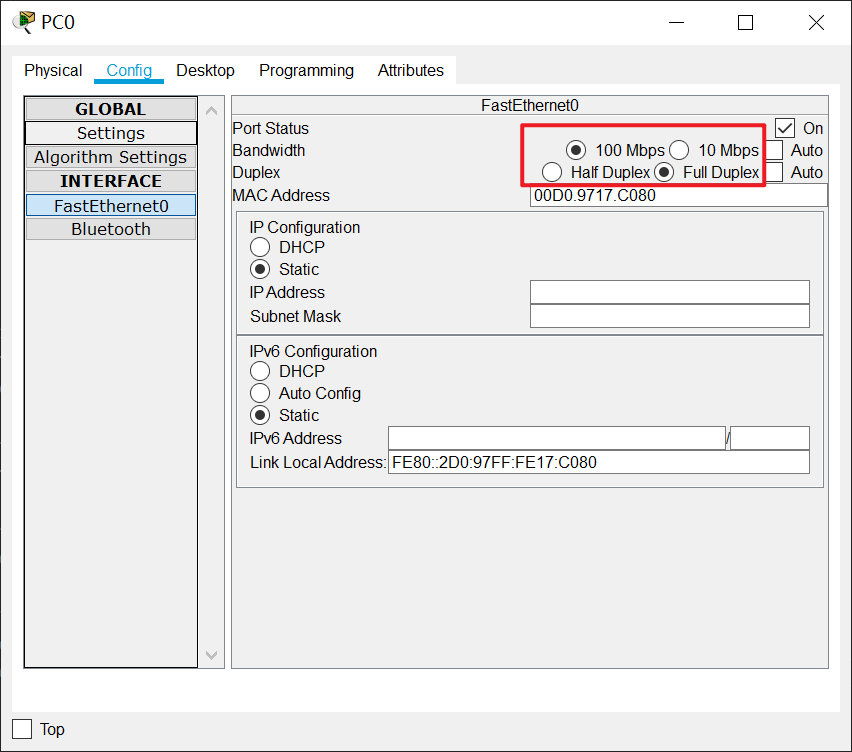 PC0
Physical Config Desktop Programming Attributes
GLOBAL
Settings
Algorithm Settings
INTERFACE
FastEthernet0
Bluetooth
FastEthernet0
Port Status On
Bandwidth 100 Mbps 10 Mbps Auto
Duplex Half Duplex Full Duplex Auto
MAC Address 00D0.9717.C080
IP Configuration
DHCP
Static
IP Address
Subnet Mask
IPv6 Configuration
DHCP
Auto Config
Static
IPv6 Address /
Link Local Address: FE80::2D0:97FF:FE17:C080
Top